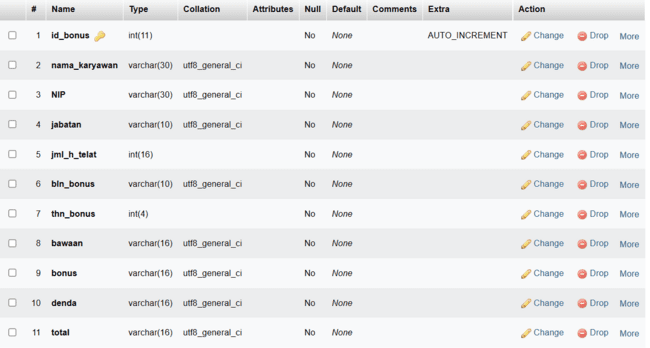 # Name Type Collation Attributes Null Default Comments Extra Action
1 id_bonus int(11) No None AUTO_INCREMENT Change Drop More
2 nama_karyawan varchar(30) utf8_general_ci No None Change Drop More
3 NIP varchar(30) utf8_general_ci No None Change Drop More
4 jabatan varchar(10) utf8_general_ci No None Change Drop More
5 jml_h_telat int(16) No None Change Drop More
6 bln_bonus varchar(10) utf8_general_ci No None Change Drop More
7 thn_bonus int(4) No None Change Drop More
8 bawaan varchar(16) utf8_general_ci No None Change Drop More
9 bonus varchar(16) utf8_general_ci No None Change Drop More
10 denda varchar(16) utf8_general_ci No None Change Drop More
11 total varchar(16) utf8_general_ci No None Change Drop More